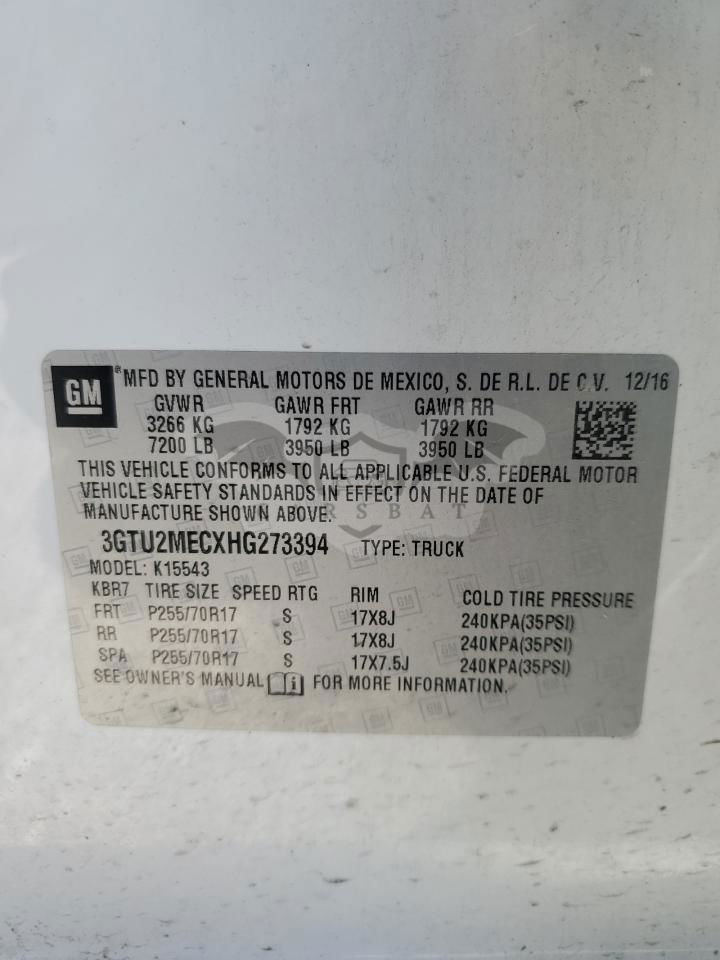 GM
® MFD BY GENERAL MOTORS DE MEXICO, S. DE R.L. DE C.V. 12/16
GVWR GAWR FRT GAWR RR
3266 KG 1792 KG 1792 KG
7200 LB 3950 LB 3950 LB
THIS VEHICLE CONFORMS TO ALL APPLICABLE U.S. FEDERAL MOTOR
VEHICLE SAFETY STANDARDS IN EFFECT ON THE DATE OF
MANUFACTURE SHOWN ABOVE.
3GTU2MECXHG273394 TYPE: TRUCK
MODEL: K15543
KBR7 TIRE SIZE SPEED RTG RIM COLD TIRE PRESSURE
FRT P255/70R17 S 17X8J 240KPA(35PSI)
RR P255/70R17 S 17X8J 240KPA(35PSI)
SPA P255/70R17 S 17X7.5J 240KPA(35PSI)
SEE OWNER'S MANUAL FOR MORE INFORMATION.